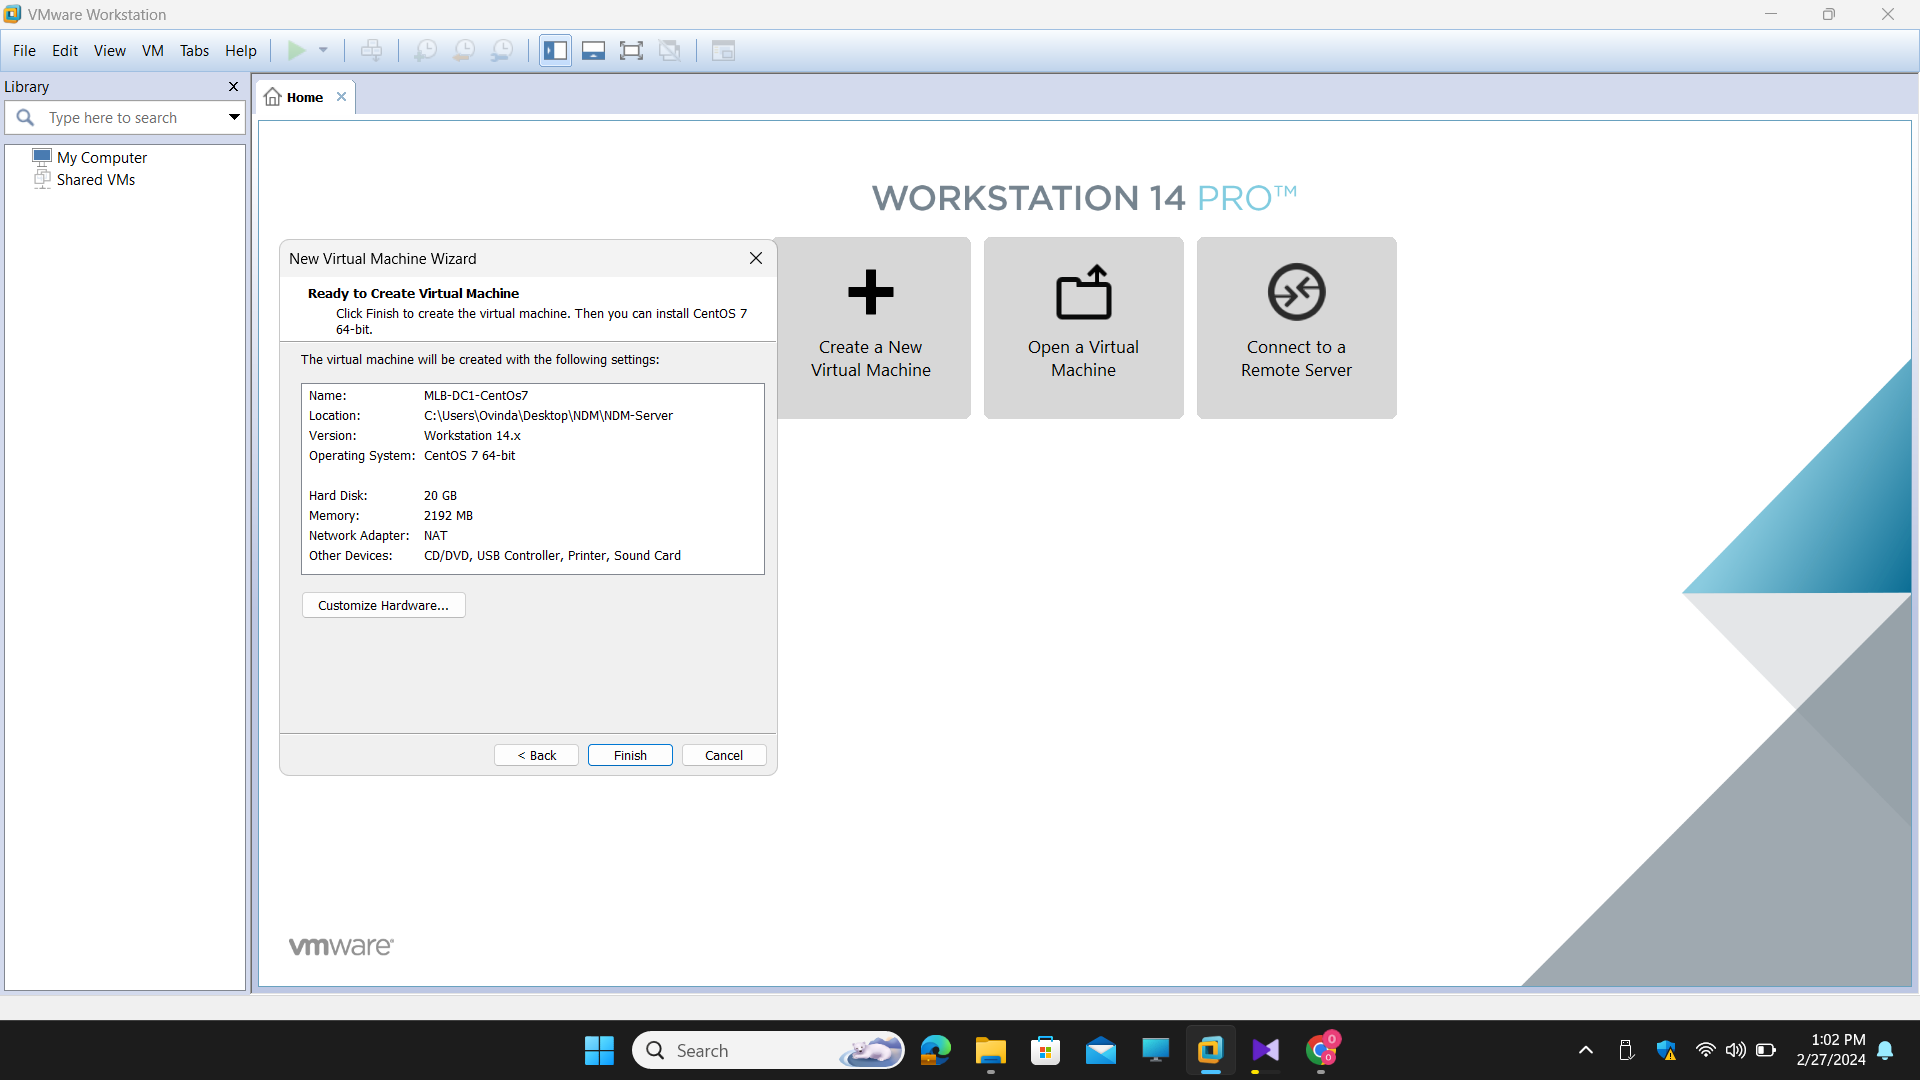 VMware Workstation
File Edit View VM Tabs Help
Library
Type here to search
My Computer
Shared VMs
Home
WORKSTATION 14 PRO™
Create a New
Virtual Machine
Open a Virtual
Machine
Connect to a
Remote Server
New Virtual Machine Wizard
Ready to Create Virtual Machine
Click Finish to create the virtual machine. Then you can install CentOS 7
64-bit.
The virtual machine will be created with the following settings:
Name: MLB-DC1-CentOs7
Location: C:\Users\Ovinda\Desktop\NDM\NDM-Server
Version: Workstation 14.x
Operating System: CentOS 7 64-bit
Hard Disk: 20 GB
Memory: 2192 MB
Network Adapter: NAT
Other Devices: CD/DVD, USB Controller, Printer, Sound Card
Customize Hardware...
< Back Finish Cancel
vmware®
Search
0
0
1:02 PM
2/27/2024